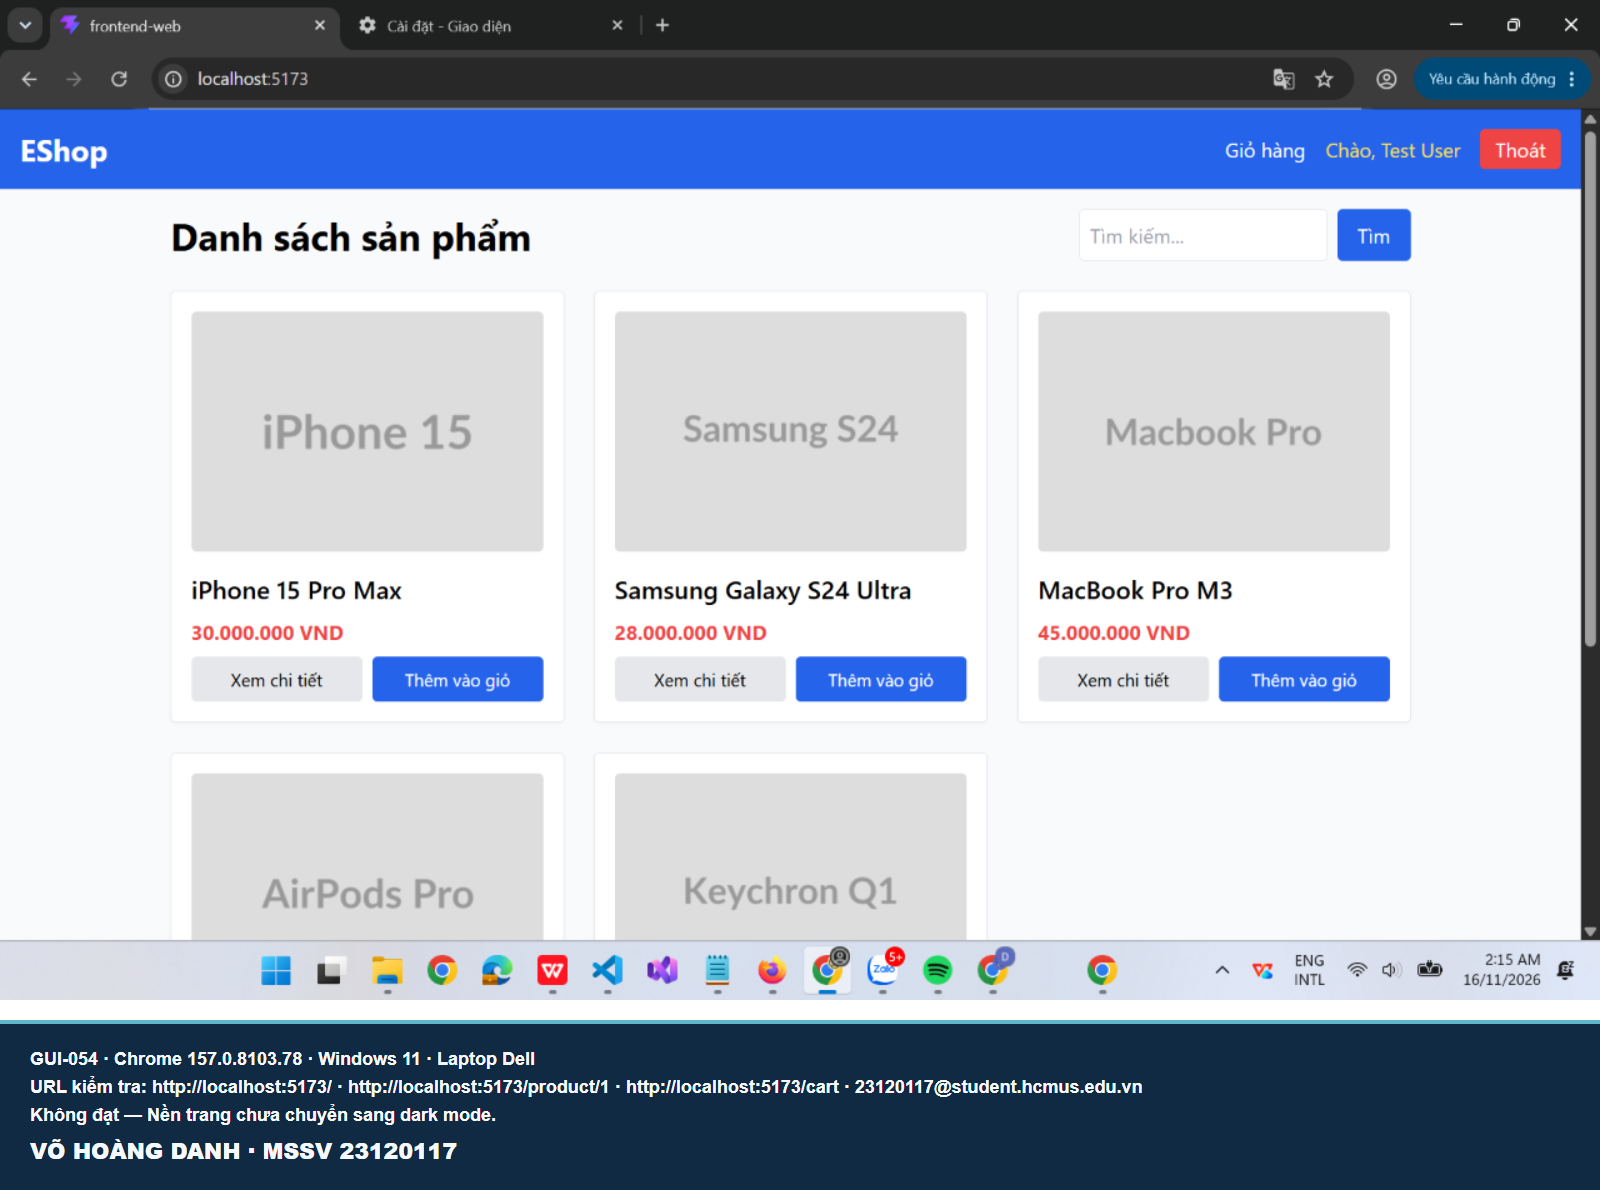 frontend-web
Cài đặt - Giao diện
localhost:5173
Yêu cầu hành động
EShop
Giỏ hàng
Chào, Test User
Thoát
Danh sách sản phẩm
Tìm kiếm...
Tìm
iPhone 15
Samsung S24
Macbook Pro
iPhone 15 Pro Max
Samsung Galaxy S24 Ultra
MacBook Pro M3
30.000.000 VND
28.000.000 VND
45.000.000 VND
Xem chi tiết
Thêm vào giỏ
Xem chi tiết
Thêm vào giỏ
Xem chi tiết
Thêm vào giỏ
AirPods Pro
Keychron Q1
5+
Zalo
D
ENG
INTL
2:15 AM
16/11/2026
GUI-054 · Chrome 157.0.8103.78 · Windows 11 · Laptop Dell
URL kiểm tra: http://localhost:5173/ · http://localhost:5173/product/1 · http://localhost:5173/cart · 23120117@student.hcmus.edu.vn
Không đạt — Nền trang chưa chuyển sang dark mode.
VÕ HOÀNG DANH · MSSV 23120117